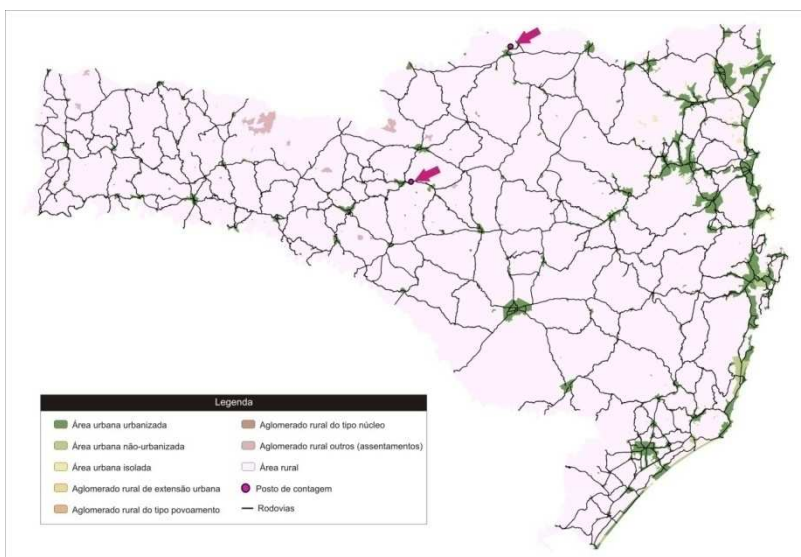 Legenda
Área urbana urbanizada
Área urbana não-urbanizada
Área urbana isolada
Aglomerado rural de extensão urbana
Aglomerado rural do tipo povoamento
Aglomerado rural do tipo núcleo
Aglomerado rural outros (assentamentos)
Área rural
Posto de contagem
Rodovias